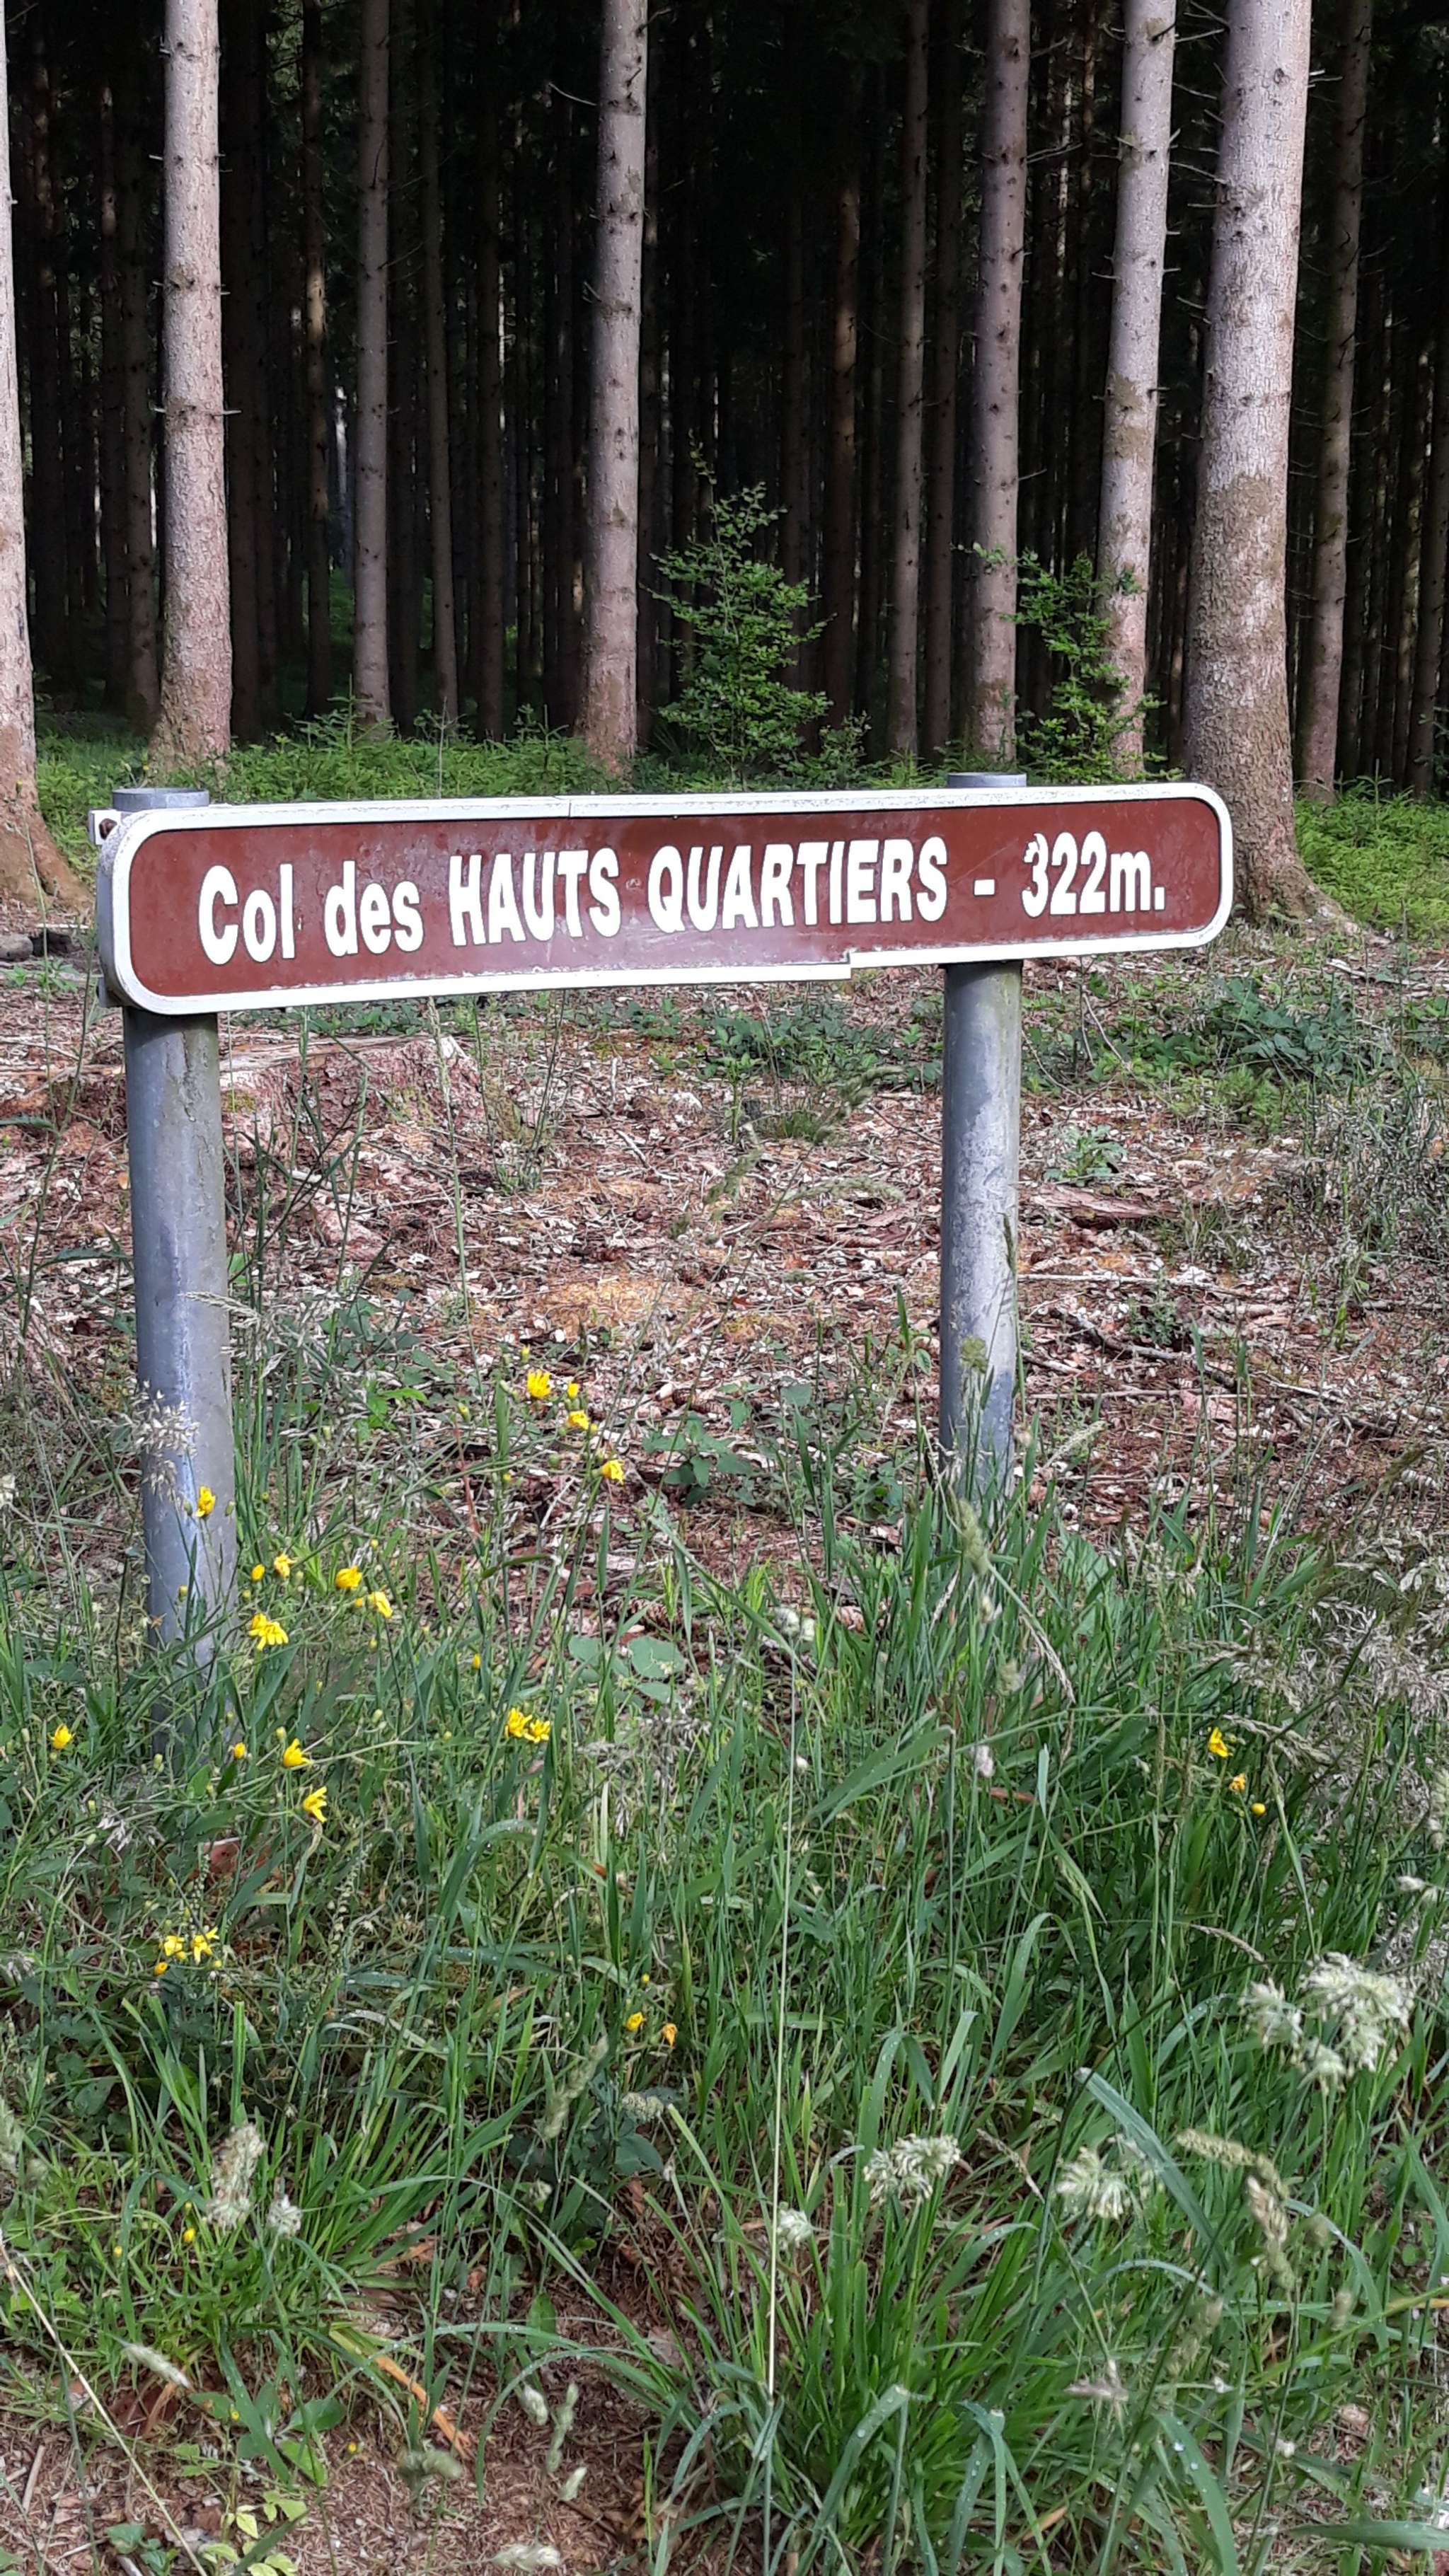 Col des HAUTS QUARTIERS - 322m.